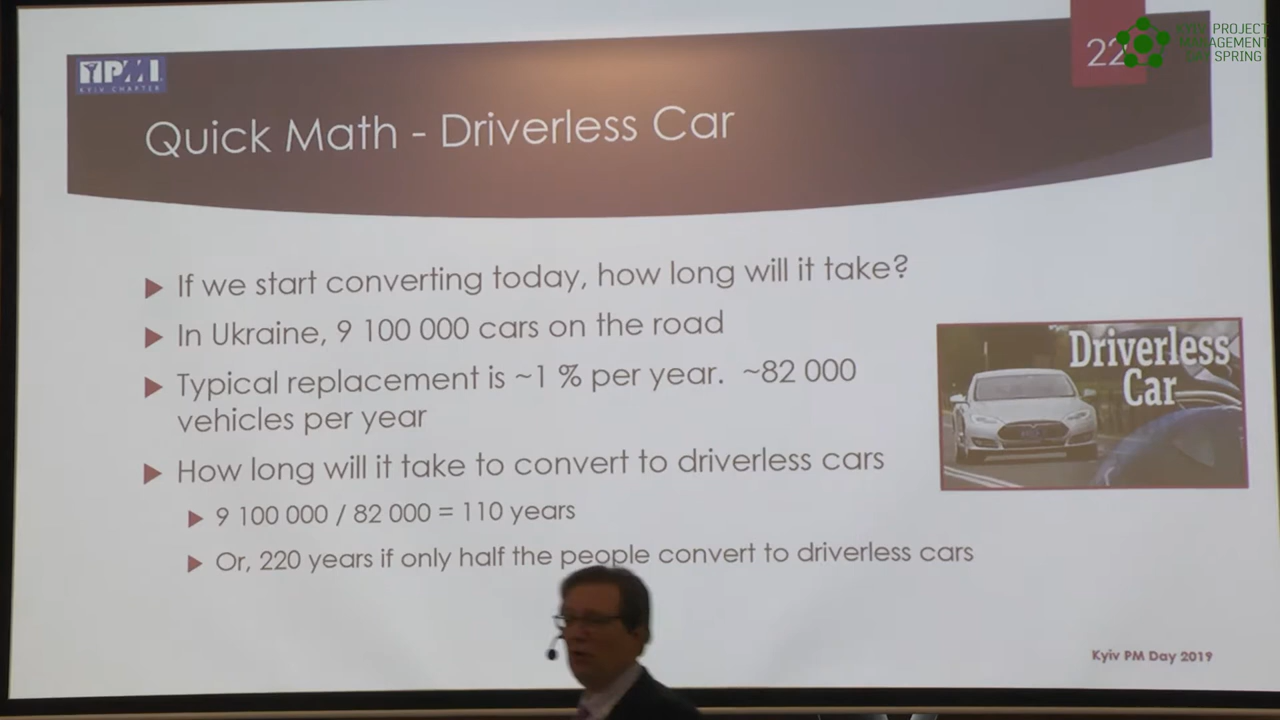 PMI
KYIV CHAPTER
22
KYIV PROJECT
MANAGEMENT
DAY SPRING
Quick Math - Driverless Car
If we start converting today, how long will it take?
In Ukraine, 9 100 000 cars on the road
Typical replacement is ~1 % per year. ~82 000
vehicles per year
How long will it take to convert to driverless cars
9 100 000 / 82 000 = 110 years
Or, 220 years if only half the people convert to driverless cars
Driverless
Car
Kyiv PM Day 2019